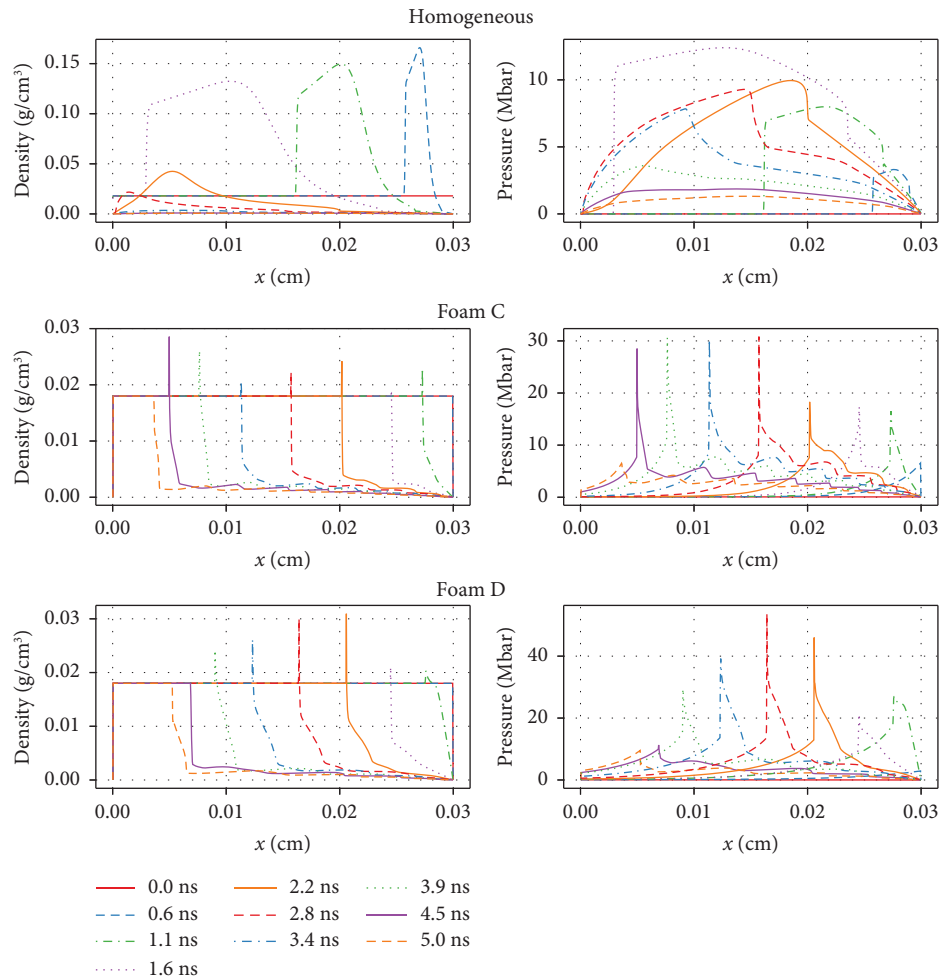 Homogeneous
Density (g/cm³)
0.15
0.10
0.05
0.00
0.00 0.01 0.02 0.03
x (cm)
Pressure (Mbar)
10
5
0
0.00 0.01 0.02 0.03
x (cm)
Foam C
Density (g/cm³)
0.03
0.02
0.01
0.00
0.00 0.01 0.02 0.03
x (cm)
Pressure (Mbar)
30
20
10
0
0.00 0.01 0.02 0.03
x (cm)
Foam D
Density (g/cm³)
0.03
0.02
0.01
0.00
0.00 0.01 0.02 0.03
x (cm)
Pressure (Mbar)
40
20
0
0.00 0.01 0.02 0.03
x (cm)
0.0 ns
0.6 ns
1.1 ns
1.6 ns
2.2 ns
2.8 ns
3.4 ns
3.9 ns
4.5 ns
5.0 ns